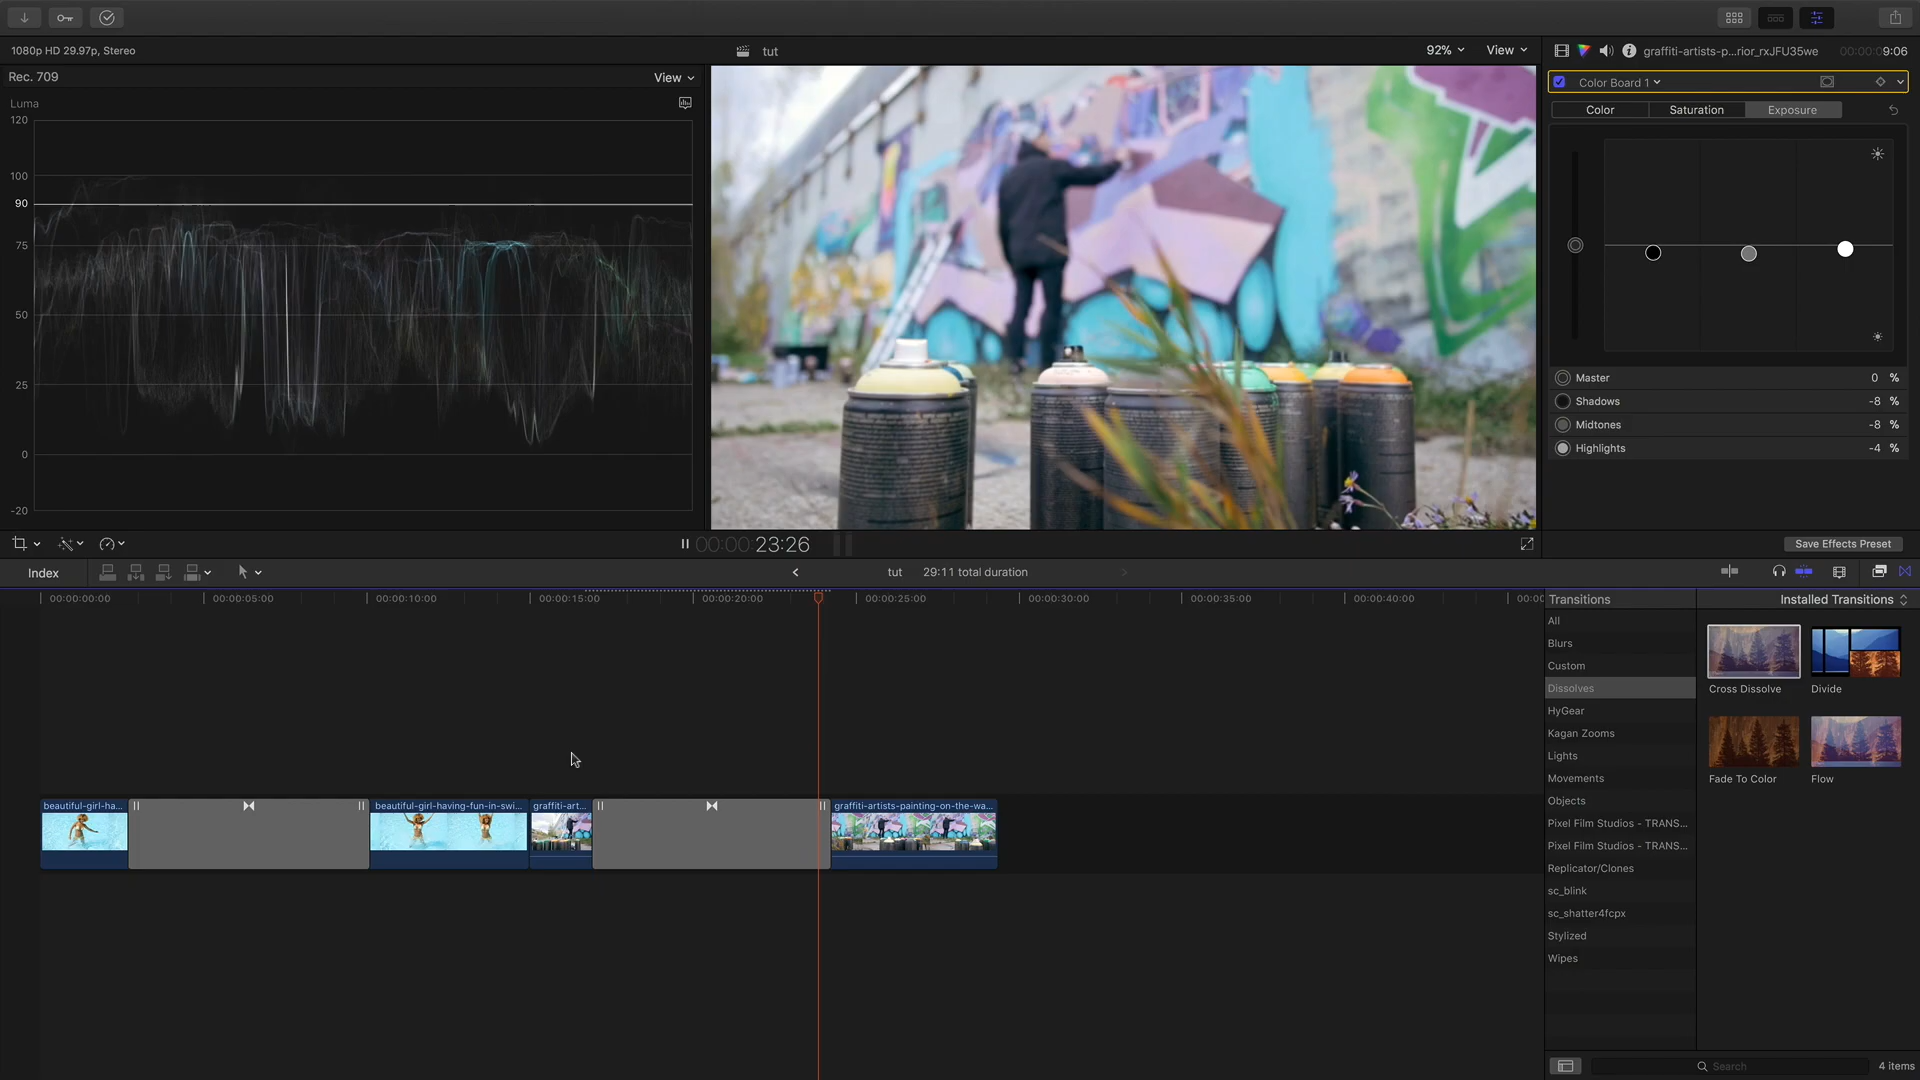 1080p HD 29.97p, Stereo
tut
92%
View
graffiti-artists-p...rior_rxJFU35we
00:00:09:06
Rec. 709
View
Color Board 1
Luma
Color
Saturation
Exposure
120
100
90
75
50
25
0
-20
Master
0 %
Shadows
-8 %
Midtones
-8 %
Highlights
-4 %
00:00:23:26
Save Effects Preset
Index
tut
29:11 total duration
00:00:00:00
00:00:05:00
00:00:10:00
00:00:15:00
00:00:20:00
00:00:25:00
00:00:30:00
00:00:35:00
00:00:40:00
00:00
Transitions
Installed Transitions
All
Blurs
Custom
Dissolves
HyGear
Kagan Zooms
Lights
Movements
Objects
Pixel Film Studios - TRANS...
Pixel Film Studios - TRANS...
Replicator/Clones
sc_blink
sc_shatter4fcpx
Stylized
Wipes
Cross Dissolve
Divide
Fade To Color
Flow
beautiful-girl-ha...
beautiful-girl-having-fun-in-swi...
graffiti-art...
graffiti-artists-painting-on-the-wa...
Search
4 items